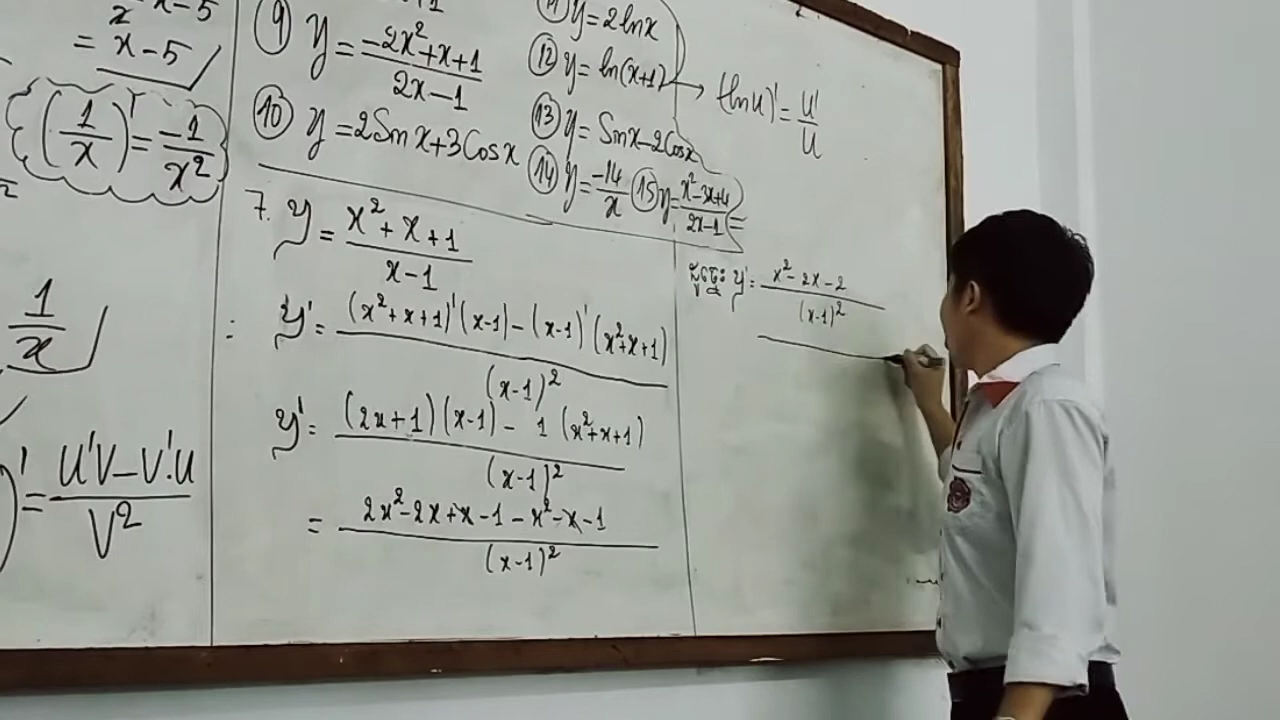 = x - 5
(1/x)' = -1/x²
1/x
)' = U'V - V'.U / V²
⑨ y = -2x² + x + 1 / 2x - 1
⑩ y = 2Sin x + 3Cos x
y = 2lnx
⑫ y = ln(x+1) → (lnu)' = U'/U
⑬ y = Sinx - 2Cosx
⑭ y = -14/x ⑮ y = x² - 3x + 4 / 2x - 1
7. y = x² + x + 1 / x - 1
y' = (x² + x + 1)' (x-1) - (x-1)' (x² + x + 1) / (x-1)²
y' = (2x+1) (x-1) - 1 (x² + x + 1) / (x-1)²
= 2x² - 2x + x - 1 - x² - x - 1 / (x-1)²
ដូចនេះ y' = x² - 2x - 2 / (x-1)²